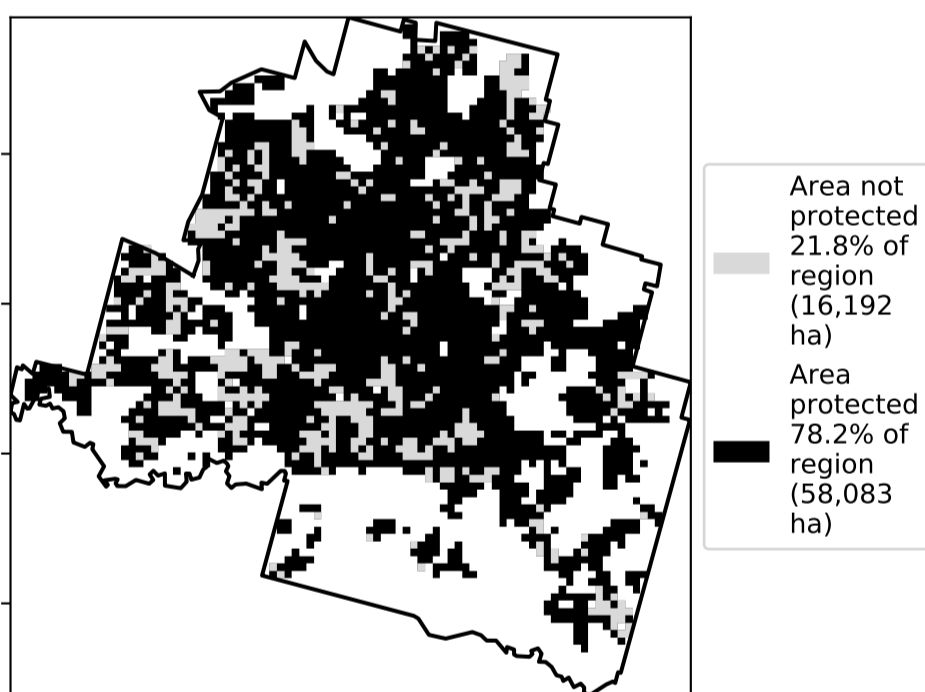 Area not
protected
21.8% of
region
(16,192
ha)
Area
protected
78.2% of
region
(58,083
ha)